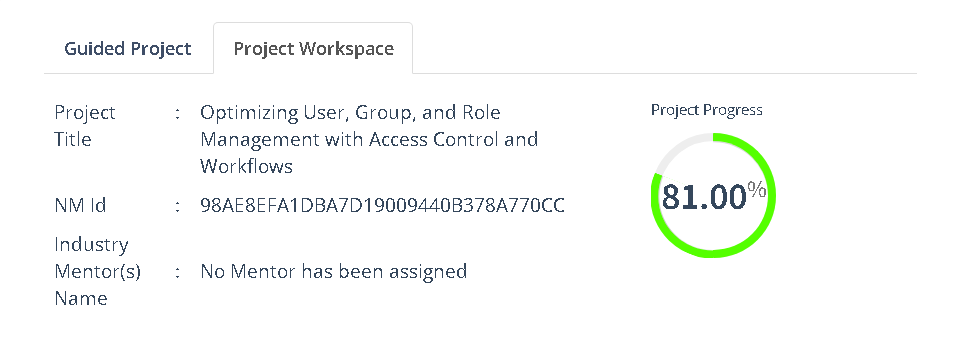 Guided Project
Project Workspace
Project Title : Optimizing User, Group, and Role
Management with Access Control and
Workflows
Project Progress
81.00%
NM Id : 98AE8EFA1DBA7D19009440B378A770CC
Industry
Mentor(s) : No Mentor has been assigned
Name